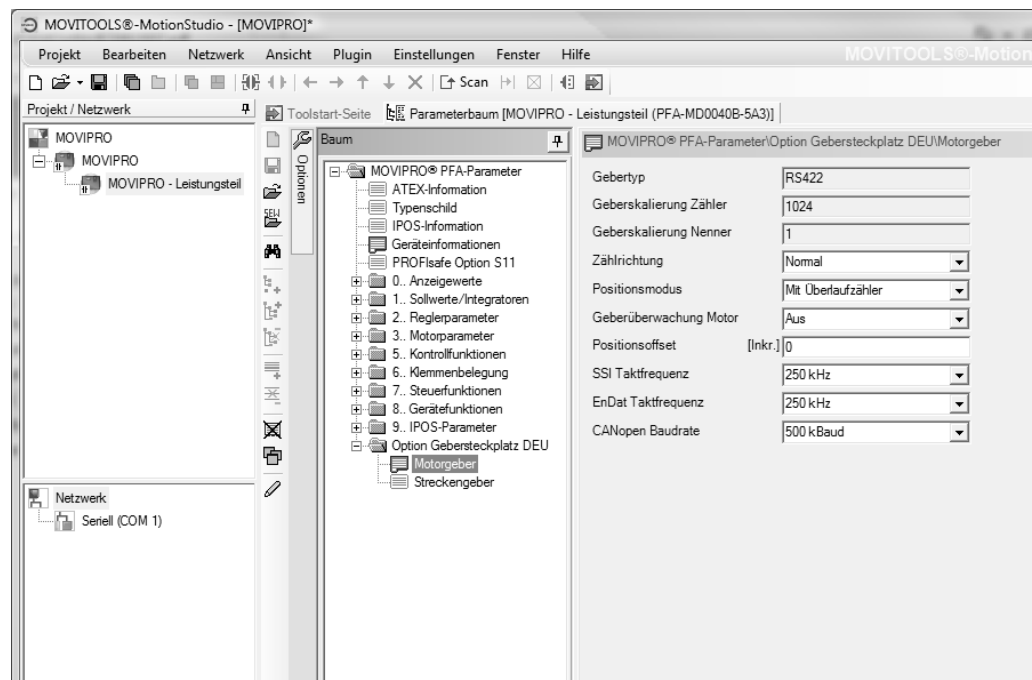 MOVITOOLS®-MotionStudio - [MOVIPRO]*
Projekt Bearbeiten Netzwerk Ansicht Plugin Einstellungen Fenster Hilfe
MOVITOOLS®-Motion
Scan
Projekt / Netzwerk
MOVIPRO
MOVIPRO
MOVIPRO - Leistungsteil
Netzwerk
Seriell (COM 1)
Toolstart-Seite
Parameterbaum [MOVIPRO - Leistungsteil (PFA-MD0040B-5A3)]
SEW
Optionen
Baum
MOVIPRO® PFA-Parameter
ATEX-Information
Typenschild
IPOS-Information
Geräteinformationen
PROFIsafe Option S11
0.. Anzeigewerte
1.. Sollwerte/Integratoren
2.. Reglerparameter
3.. Motorparameter
5.. Kontrollfunktionen
6.. Klemmenbelegung
7.. Steuerfunktionen
8.. Gerätefunktionen
9.. IPOS-Parameter
Option Gebersteckplatz DEU
Motorgeber
Streckengeber
MOVIPRO® PFA-Parameter\Option Gebersteckplatz DEU\Motorgeber
Gebertyp RS422
Geberskalierung Zähler 1024
Geberskalierung Nenner 1
Zählrichtung Normal
Positionsmodus Mit Überlaufzähler
Geberüberwachung Motor Aus
Positionsoffset [Inkr.] 0
SSI Taktfrequenz 250 kHz
EnDat Taktfrequenz 250 kHz
CANopen Baudrate 500 kBaud